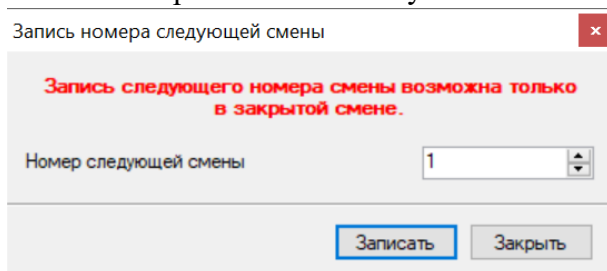 Запись номера следующей смены
Запись следующего номера смены возможна только
в закрытой смене.
Номер следующей смены 1
Записать Закрыть